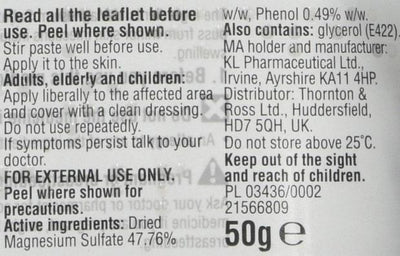 Read all the leaflet before
use. Peel where shown.
Stir paste well before use.
Apply it to the skin.
Adults, elderly and children:
Apply liberally to the affected area
and cover with a clean dressing.
Do not use repeatedly.
If symptoms persist talk to your
doctor.
FOR EXTERNAL USE ONLY.
Peel where shown for
precautions.
Active ingredients: Dried
Magnesium Sulfate 47.76%
w/w, Phenol 0.49% w/w.
Also contains: glycerol (E422).
MA holder and manufacturer:
KL Pharmaceutical Ltd.,
Irvine, Ayrshire KA11 4HP.
Distributor: Thornton &
Ross Ltd., Huddersfield,
HD7 5QH, UK.
Do not store above 25°C.
Keep out of the sight
and reach of children.
PL 03436/0002
21566809
50g e